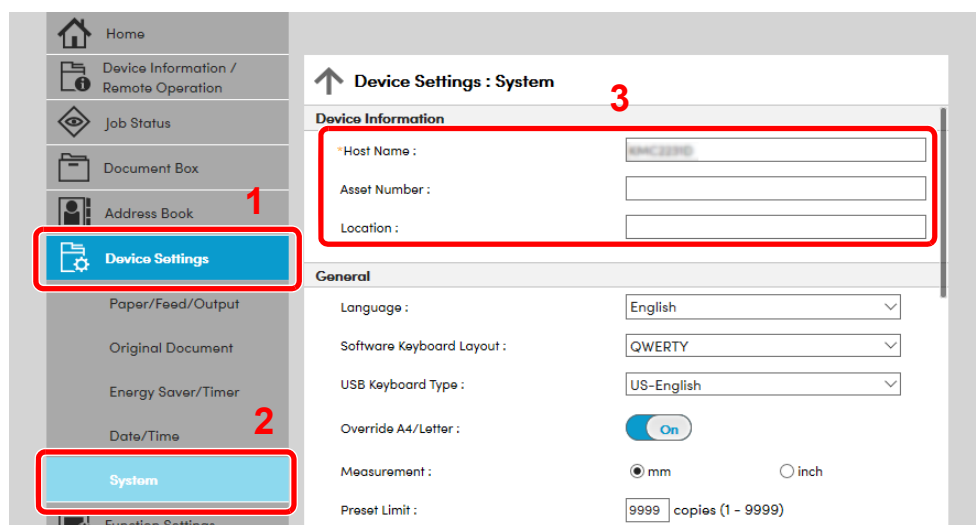 Home
Device Information /
Remote Operation
Job Status
Document Box
Address Book
1
Device Settings
Paper/Feed/Output
Original Document
Energy Saver/Timer
Date/Time
2
System
Function Settings
Device Settings : System
3
Device Information
*Host Name :
Asset Number :
Location :
General
Language : English
Software Keyboard Layout : QWERTY
USB Keyboard Type : US-English
Override A4/Letter : On
Measurement : mm inch
Preset Limit : 9999 copies (1 - 9999)